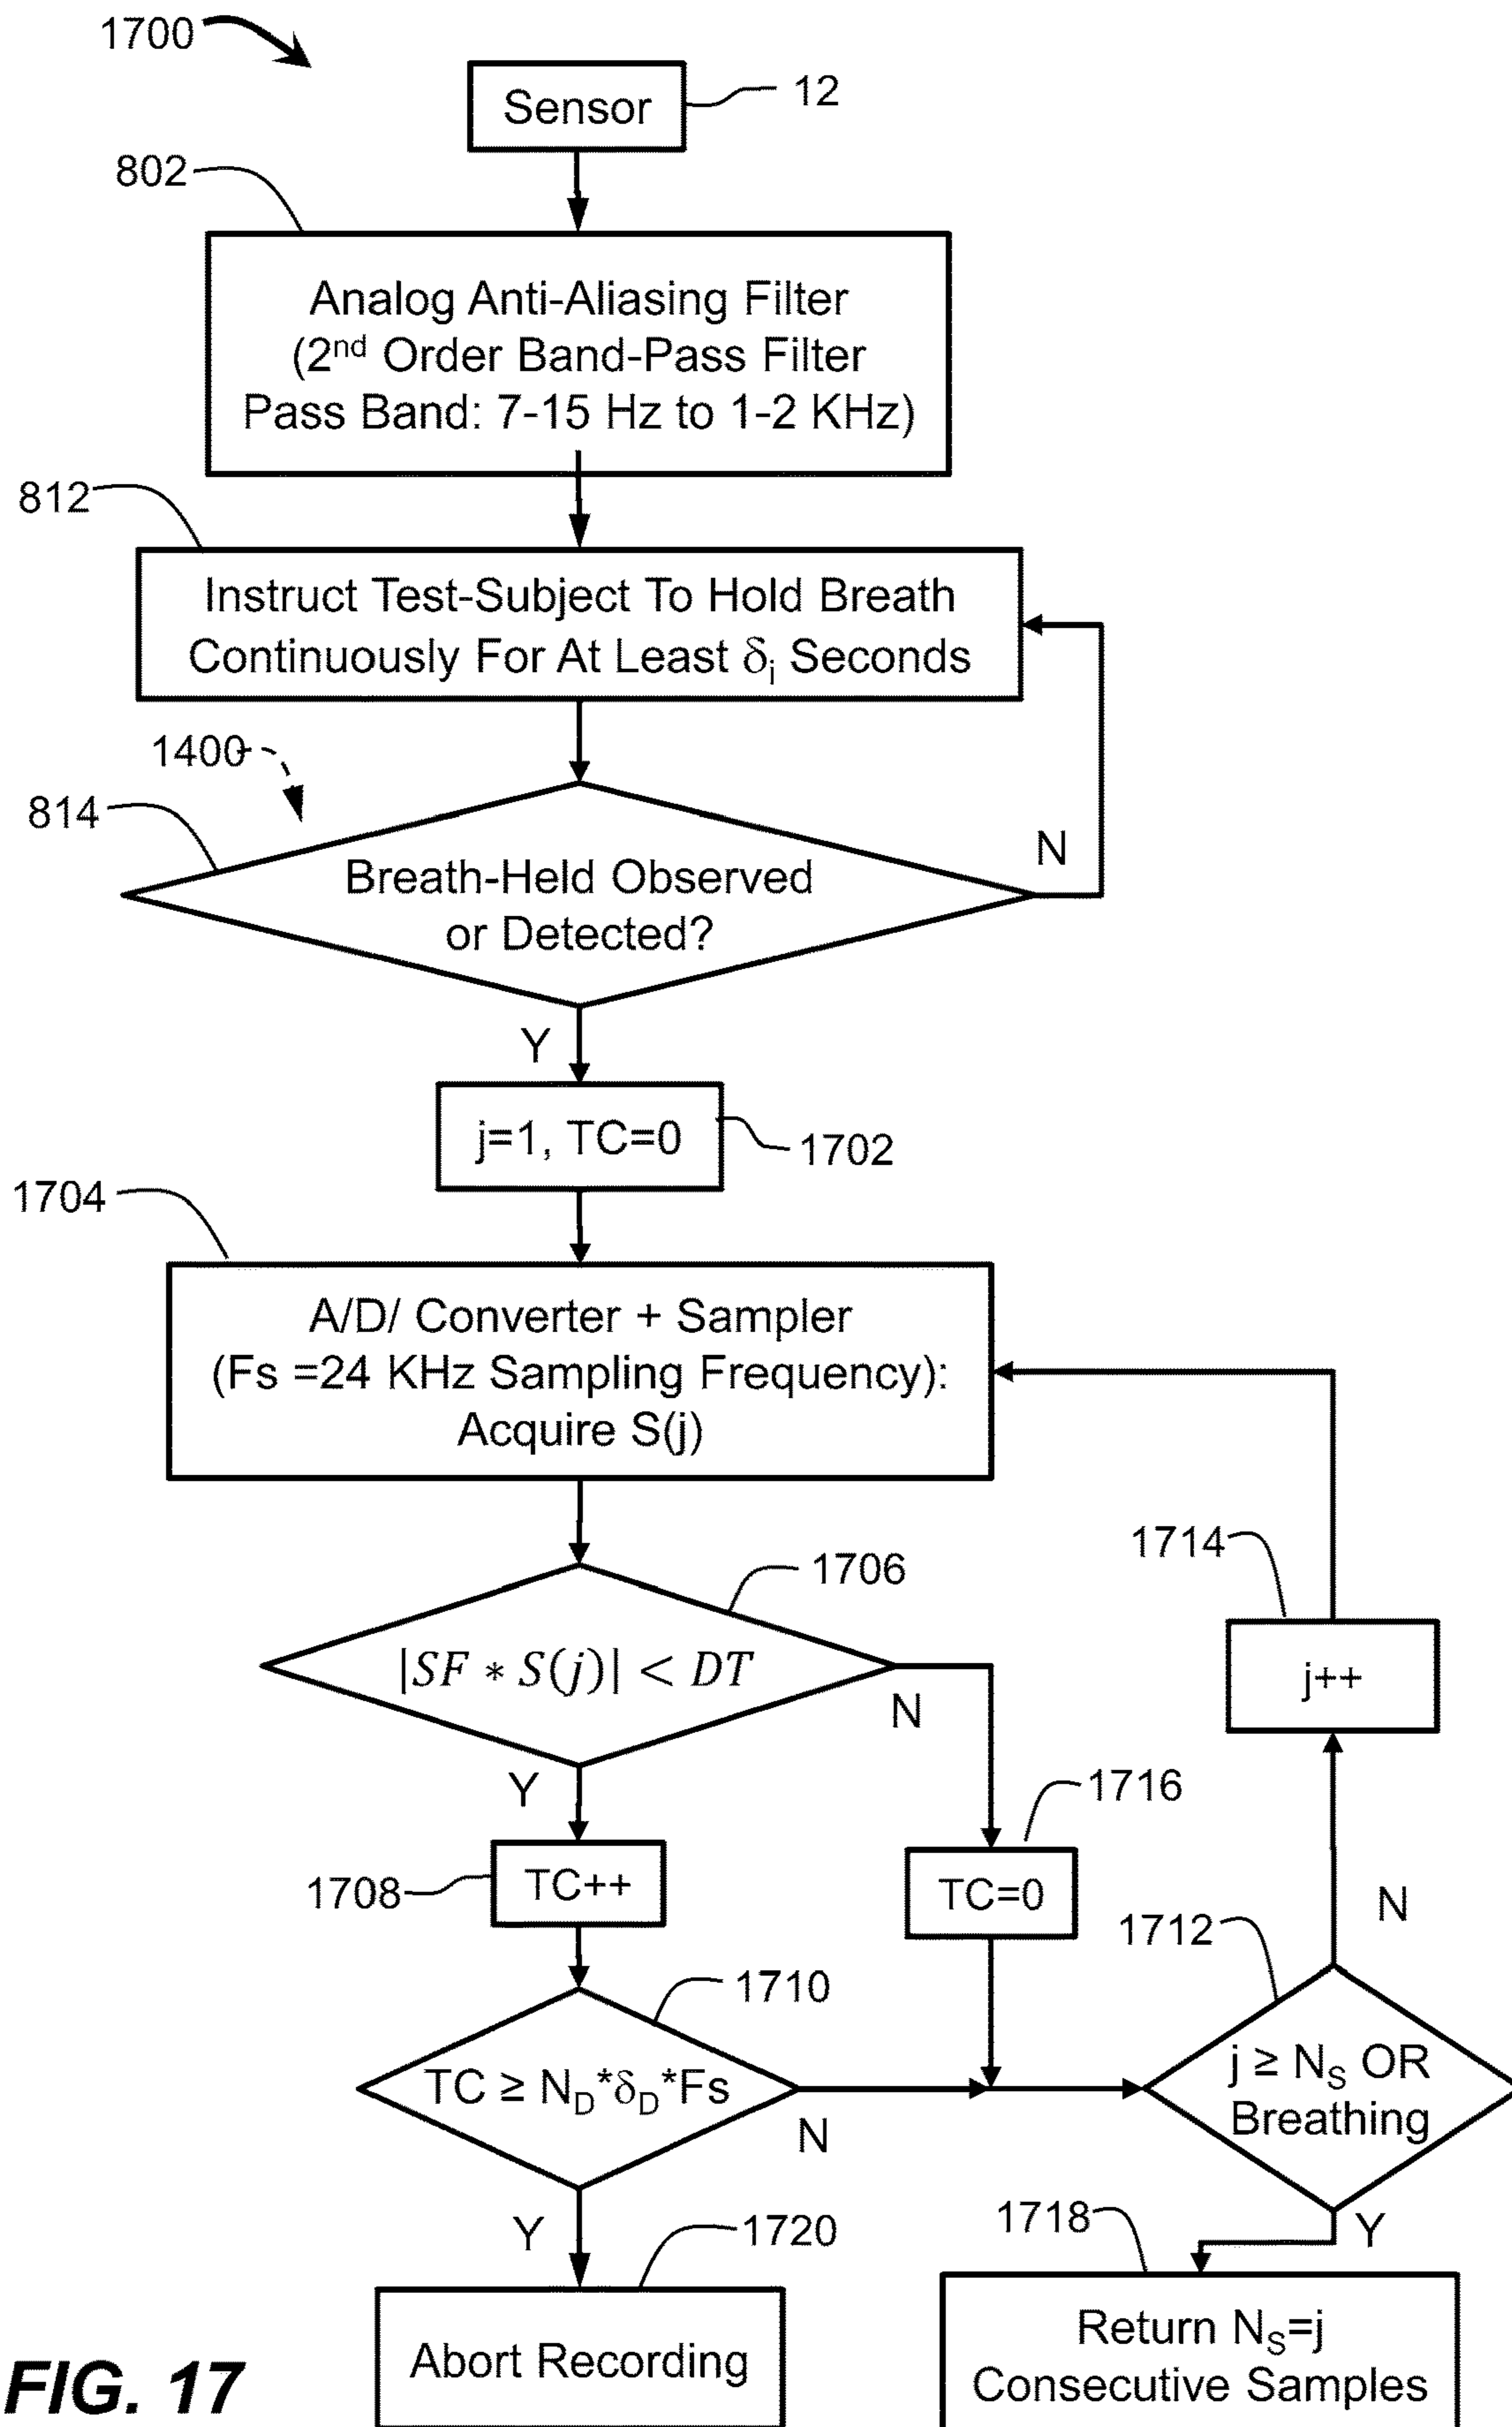 1700
Sensor
12
802
Analog Anti-Aliasing Filter
(2nd Order Band-Pass Filter
Pass Band: 7-15 Hz to 1-2 KHz)
812
Instruct Test-Subject To Hold Breath
Continuously For At Least δi Seconds
1400
814
Breath-Held Observed
or Detected?
N
Y
j=1, TC=0
1702
1704
A/D/ Converter + Sampler
(Fs =24 KHz Sampling Frequency):
Acquire S(j)
1706
|SF * S(j)| < DT
N
Y
1714
j++
1716
1708
TC++
TC=0
N
1712
1710
TC ≥ ND*δD*Fs
N
j ≥ NS OR
Breathing
Y
1720
1718
Y
Abort Recording
Return NS=j
Consecutive Samples
FIG. 17